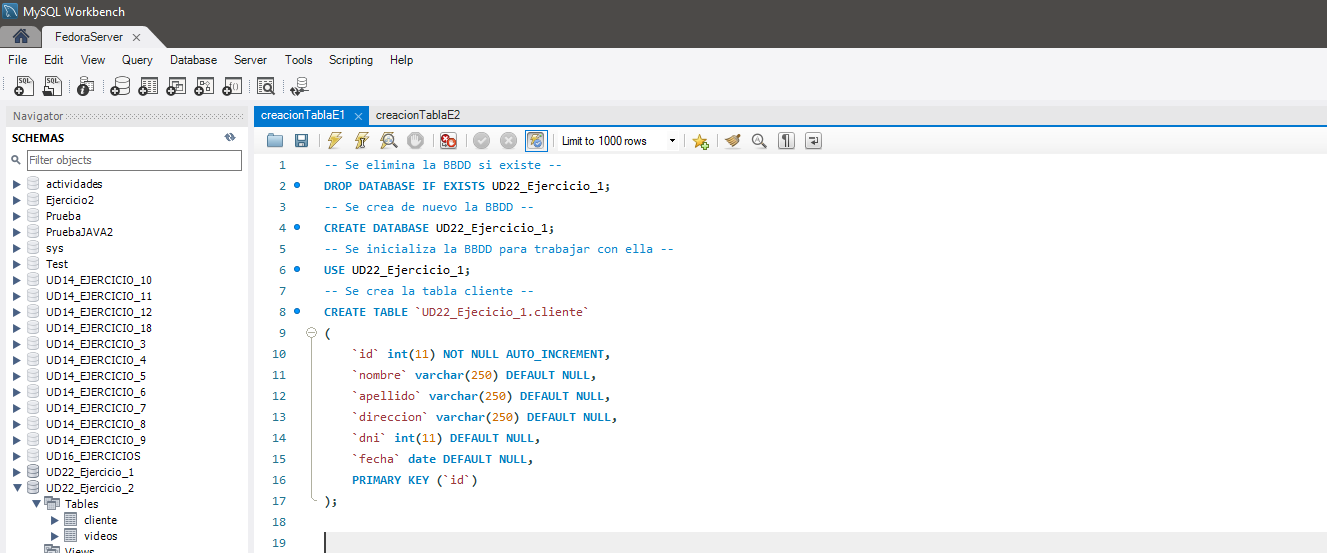 MySQL Workbench
FedoraServer
File Edit View Query Database Server Tools Scripting Help
Navigator
SCHEMAS
Filter objects
actividades
Ejercicio2
Prueba
PruebaJAVA2
sys
Test
UD14_EJERCICIO_10
UD14_EJERCICIO_11
UD14_EJERCICIO_12
UD14_EJERCICIO_18
UD14_EJERCICIO_3
UD14_EJERCICIO_4
UD14_EJERCICIO_5
UD14_EJERCICIO_6
UD14_EJERCICIO_7
UD14_EJERCICIO_8
UD14_EJERCICIO_9
UD16_EJERCICIOS
UD22_Ejercicio_1
UD22_Ejercicio_2
Tables
cliente
videos
Views
creacionTablaE1 creacionTablaE2
Limit to 1000 rows
1 -- Se elimina la BBDD si existe --
2 DROP DATABASE IF EXISTS UD22_Ejercicio_1;
3 -- Se crea de nuevo la BBDD --
4 CREATE DATABASE UD22_Ejercicio_1;
5 -- Se inicializa la BBDD para trabajar con ella --
6 USE UD22_Ejercicio_1;
7 -- Se crea la tabla cliente --
8 CREATE TABLE `UD22_Ejecicio_1.cliente`
9 (
10 `id` int(11) NOT NULL AUTO_INCREMENT,
11 `nombre` varchar(250) DEFAULT NULL,
12 `apellido` varchar(250) DEFAULT NULL,
13 `direccion` varchar(250) DEFAULT NULL,
14 `dni` int(11) DEFAULT NULL,
15 `fecha` date DEFAULT NULL,
16 PRIMARY KEY (`id`)
17 );
18
19